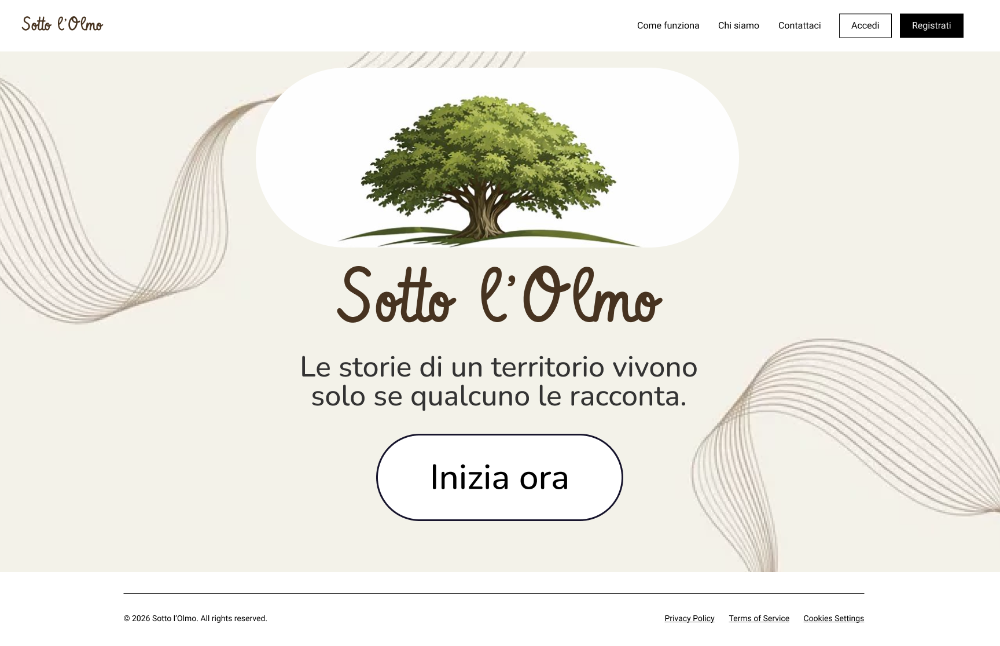 Sotto l’Olmo
Come funziona
Chi siamo
Contattaci
Accedi
Registrati
Sotto l’Olmo
Le storie di un territorio vivono
solo se qualcuno le racconta.
Inizia ora
© 2026 Sotto l’Olmo. All rights reserved.
Privacy Policy
Terms of Service
Cookies Settings